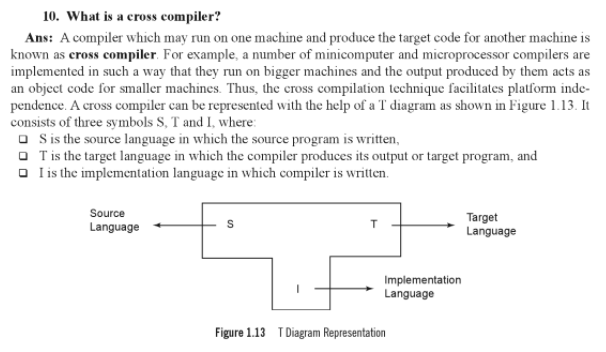 10. What is a cross compiler?
Ans: A compiler which may run on one machine and produce the target code for another machine is
known as cross compiler. For example, a number of minicomputer and microprocessor compilers are
implemented in such a way that they run on bigger machines and the output produced by them acts as
an object code for smaller machines. Thus, the cross compilation technique facilitates platform inde-
pendence. A cross compiler can be represented with the help of a T diagram as shown in Figure 1.13. It
consists of three symbols S, T and I, where:
❑ S is the source language in which the source program is written,
❑ T is the target language in which the compiler produces its output or target program, and
❑ I is the implementation language in which compiler is written.
Source
Language
S
T
Target
Language
I
Implementation
Language
Figure 1.13 T Diagram Representation